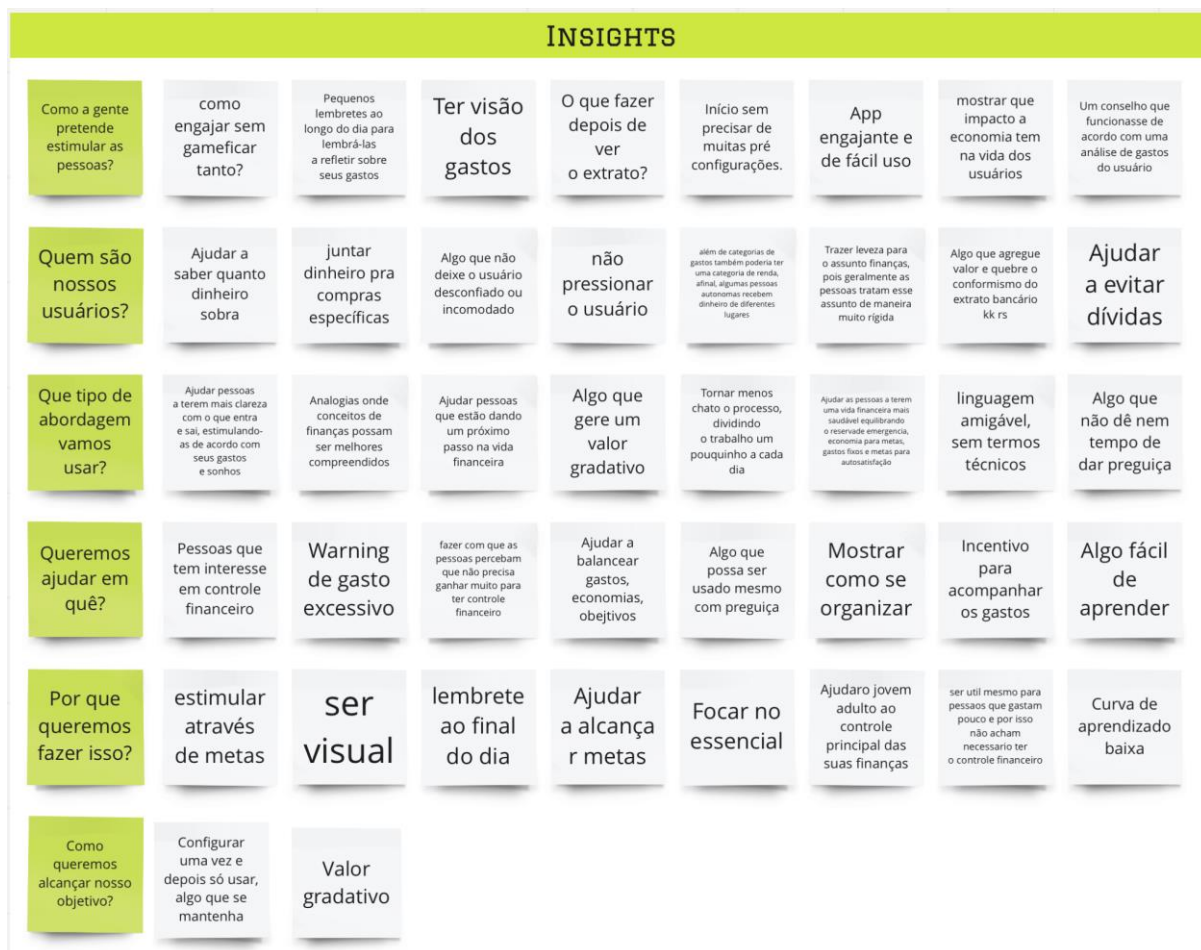 INSIGHTS
Como a gente
pretende
estimular as
pessoas?
como
engajar sem
gameficar
tanto?
Pequenos
lembretes ao
longo do dia para
lembrá-las
a refletir sobre
seus gastos
Ter visão
dos
gastos
O que fazer
depois de
ver
o extrato?
Início sem
precisar de
muitas pré
configurações.
App
engajante e
de fácil uso
mostrar que
impacto a
economia tem
na vida dos
usuários
Um conselho que
funcionasse de
acordo com uma
análise de gastos
do usuário
Quem são
nossos
usuários?
Ajudar a
saber quanto
dinheiro
sobra
juntar
dinheiro pra
compras
específicas
Algo que não
deixe o usuário
desconfiado ou
incomodado
não
pressionar
o usuário
além de categorias de
gastos também poderia ter
uma categoria de renda,
afinal, algumas pessoas
autonomas recebem
dinheiro de diferentes
lugares
Trazer leveza para
o assunto finanças,
pois geralmente as
pessoas tratam esse
assunto de maneira
muito rígida
Algo que agregue
valor e quebre o
conformismo do
extrato bancário
kk rs
Ajudar
a evitar
dívidas
Que tipo de
abordagem
vamos
usar?
Ajudar pessoas
a terem mais clareza
com o que entra
e sai, estimulando-
as de acordo com
seus gastos
e sonhos
Analogias onde
conceitos de
finanças possam
ser melhores
compreendidos
Ajudar pessoas
que estão dando
um próximo
passo na vida
financeira
Algo que
gere um
valor
gradativo
Tornar menos
chato o processo,
dividindo
o trabalho um
pouquinho a cada
dia
Ajudar as pessoas a terem
uma vida financeira mais
saudável equilibrando
o reservade emergencia,
economia para metas,
gastos fixos e metas para
autosatisfação
linguagem
amigável,
sem termos
técnicos
Algo que
não dê nem
tempo de
dar preguiça
Queremos
ajudar em
quê?
Pessoas que
tem interesse
em controle
financeiro
Warning
de gasto
excessivo
fazer com que as
pessoas percebam
que não precisa
ganhar muito para
ter controle
financeiro
Ajudar a
balancear
gastos,
economias,
obejtivos
Algo que
possa ser
usado mesmo
com preguiça
Mostrar
como se
organizar
Incentivo
para
acompanhar
os gastos
Algo fácil
de
aprender
Por que
queremos
fazer isso?
estimular
através
de metas
ser
visual
lembrete
ao final
do dia
Ajudar
a alcança
r metas
Focar no
essencial
Ajudaro jovem
adulto ao
controle
principal das
suas finanças
ser util mesmo para
pessaos que gastam
pouco e por isso
não acham
necessario ter
o controle financeiro
Curva de
aprendizado
baixa
Como
queremos
alcançar nosso
objetivo?
Configurar
uma vez e
depois só usar,
algo que se
mantenha
Valor
gradativo